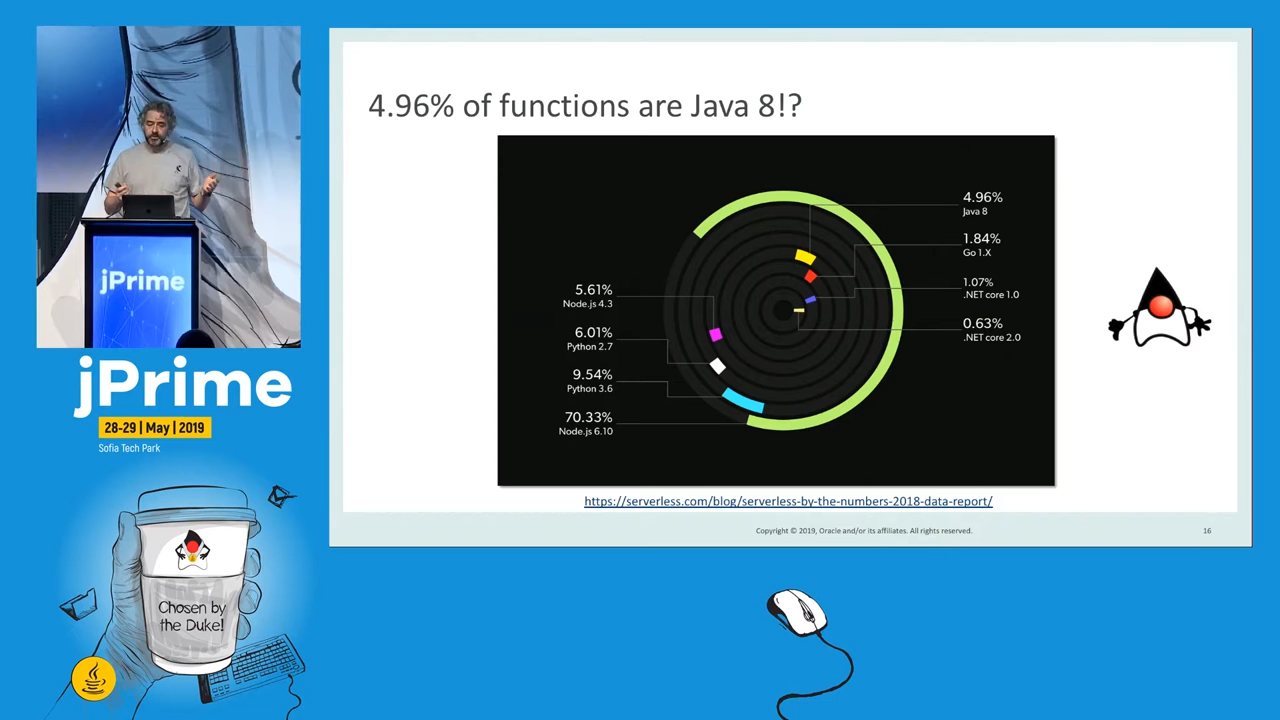 jPrime
jPrime
28-29 | May | 2019
Sofia Tech Park
Chosen by
the Duke!
4.96% of functions are Java 8!?
5.61%
Node.js 4.3
6.01%
Python 2.7
9.54%
Python 3.6
70.33%
Node.js 6.10
4.96%
Java 8
1.84%
Go 1.X
1.07%
.NET core 1.0
0.63%
.NET core 2.0
https://serverless.com/blog/serverless-by-the-numbers-2018-data-report/
Copyright © 2019, Oracle and/or its affiliates. All rights reserved.
16